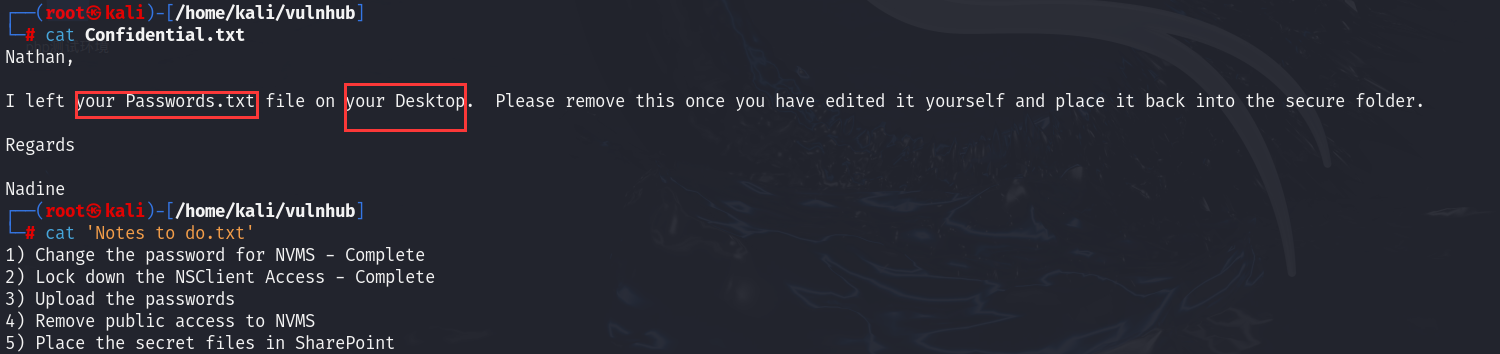 ┌──(root㉿kali)-[/home/kali/vulnhub]
└─# cat Confidential.txt
Nathan,
I left your Passwords.txt file on your Desktop.  Please remove this once you have edited it yourself and place it back into the secure folder.
Regards
Nadine
┌──(root㉿kali)-[/home/kali/vulnhub]
└─# cat 'Notes to do.txt'
1) Change the password for NVMS - Complete
2) Lock down the NSClient Access - Complete
3) Upload the passwords
4) Remove public access to NVMS
5) Place the secret files in SharePoint